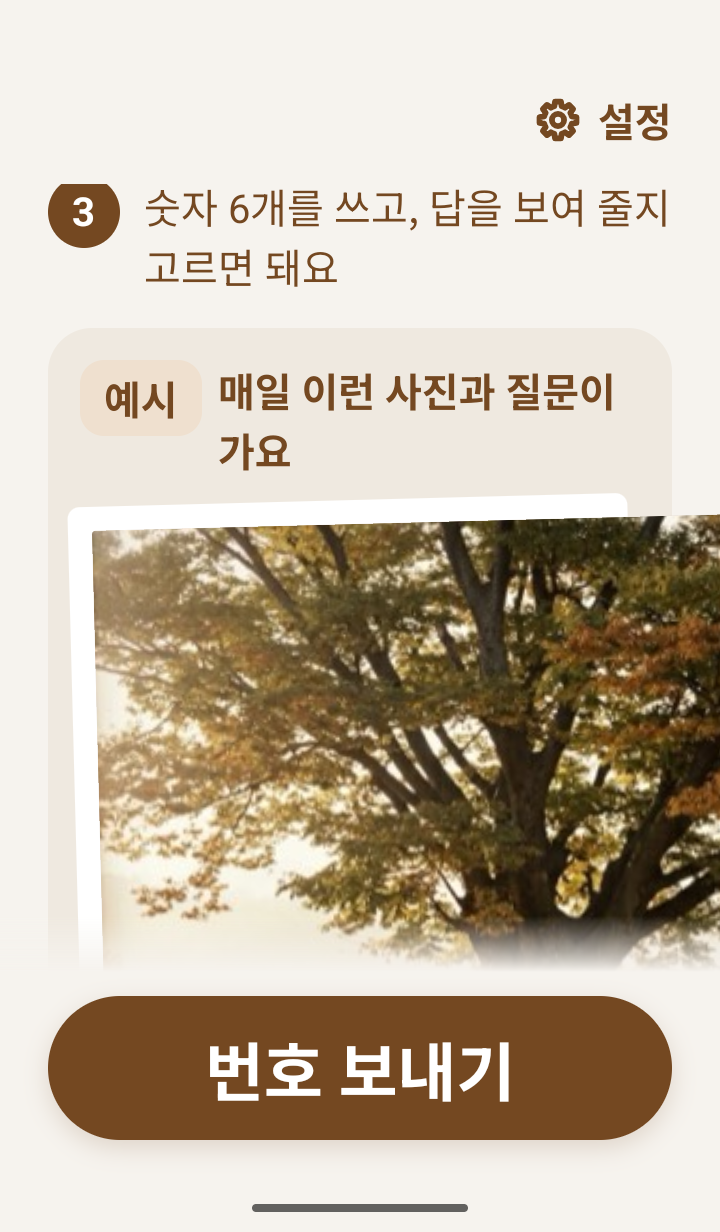 설정
3 숫자 6개를 쓰고, 답을 보여 줄지
고르면 돼요
예시 매일 이런 사진과 질문이
가요
번호 보내기